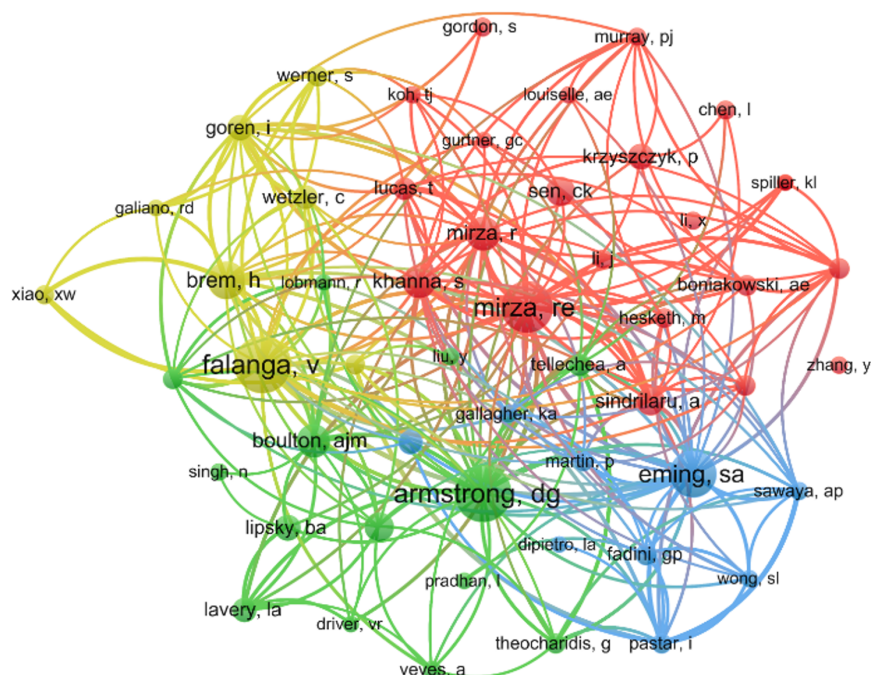 gordon, s
murray, pj
werner, s
koh, tj
louiselle, ae
chen, l
goren, i
gurtner, gc
krzyszczyk, p
lucas, t
sen, ck
spiller, kl
wetzler, c
galiano, rd
li, x
mirza, r
li, j
brem, h
lobmann, r
khanna, s
boniakowski, ae
xiao, xw
mirza, re
hesketh, m
falanga, v
liu, y
tellechea, a
zhang, y
sindrilaru, a
gallagher, ka
boulton, ajm
martin, p
singh, n
eming, sa
armstrong, dg
sawaya, ap
lipsky, ba
dipietro, la
fadini, gp
pradhan, l
wong, sl
lavery, la
driver, vr
theocharidis, g
pastar, i
veves, a